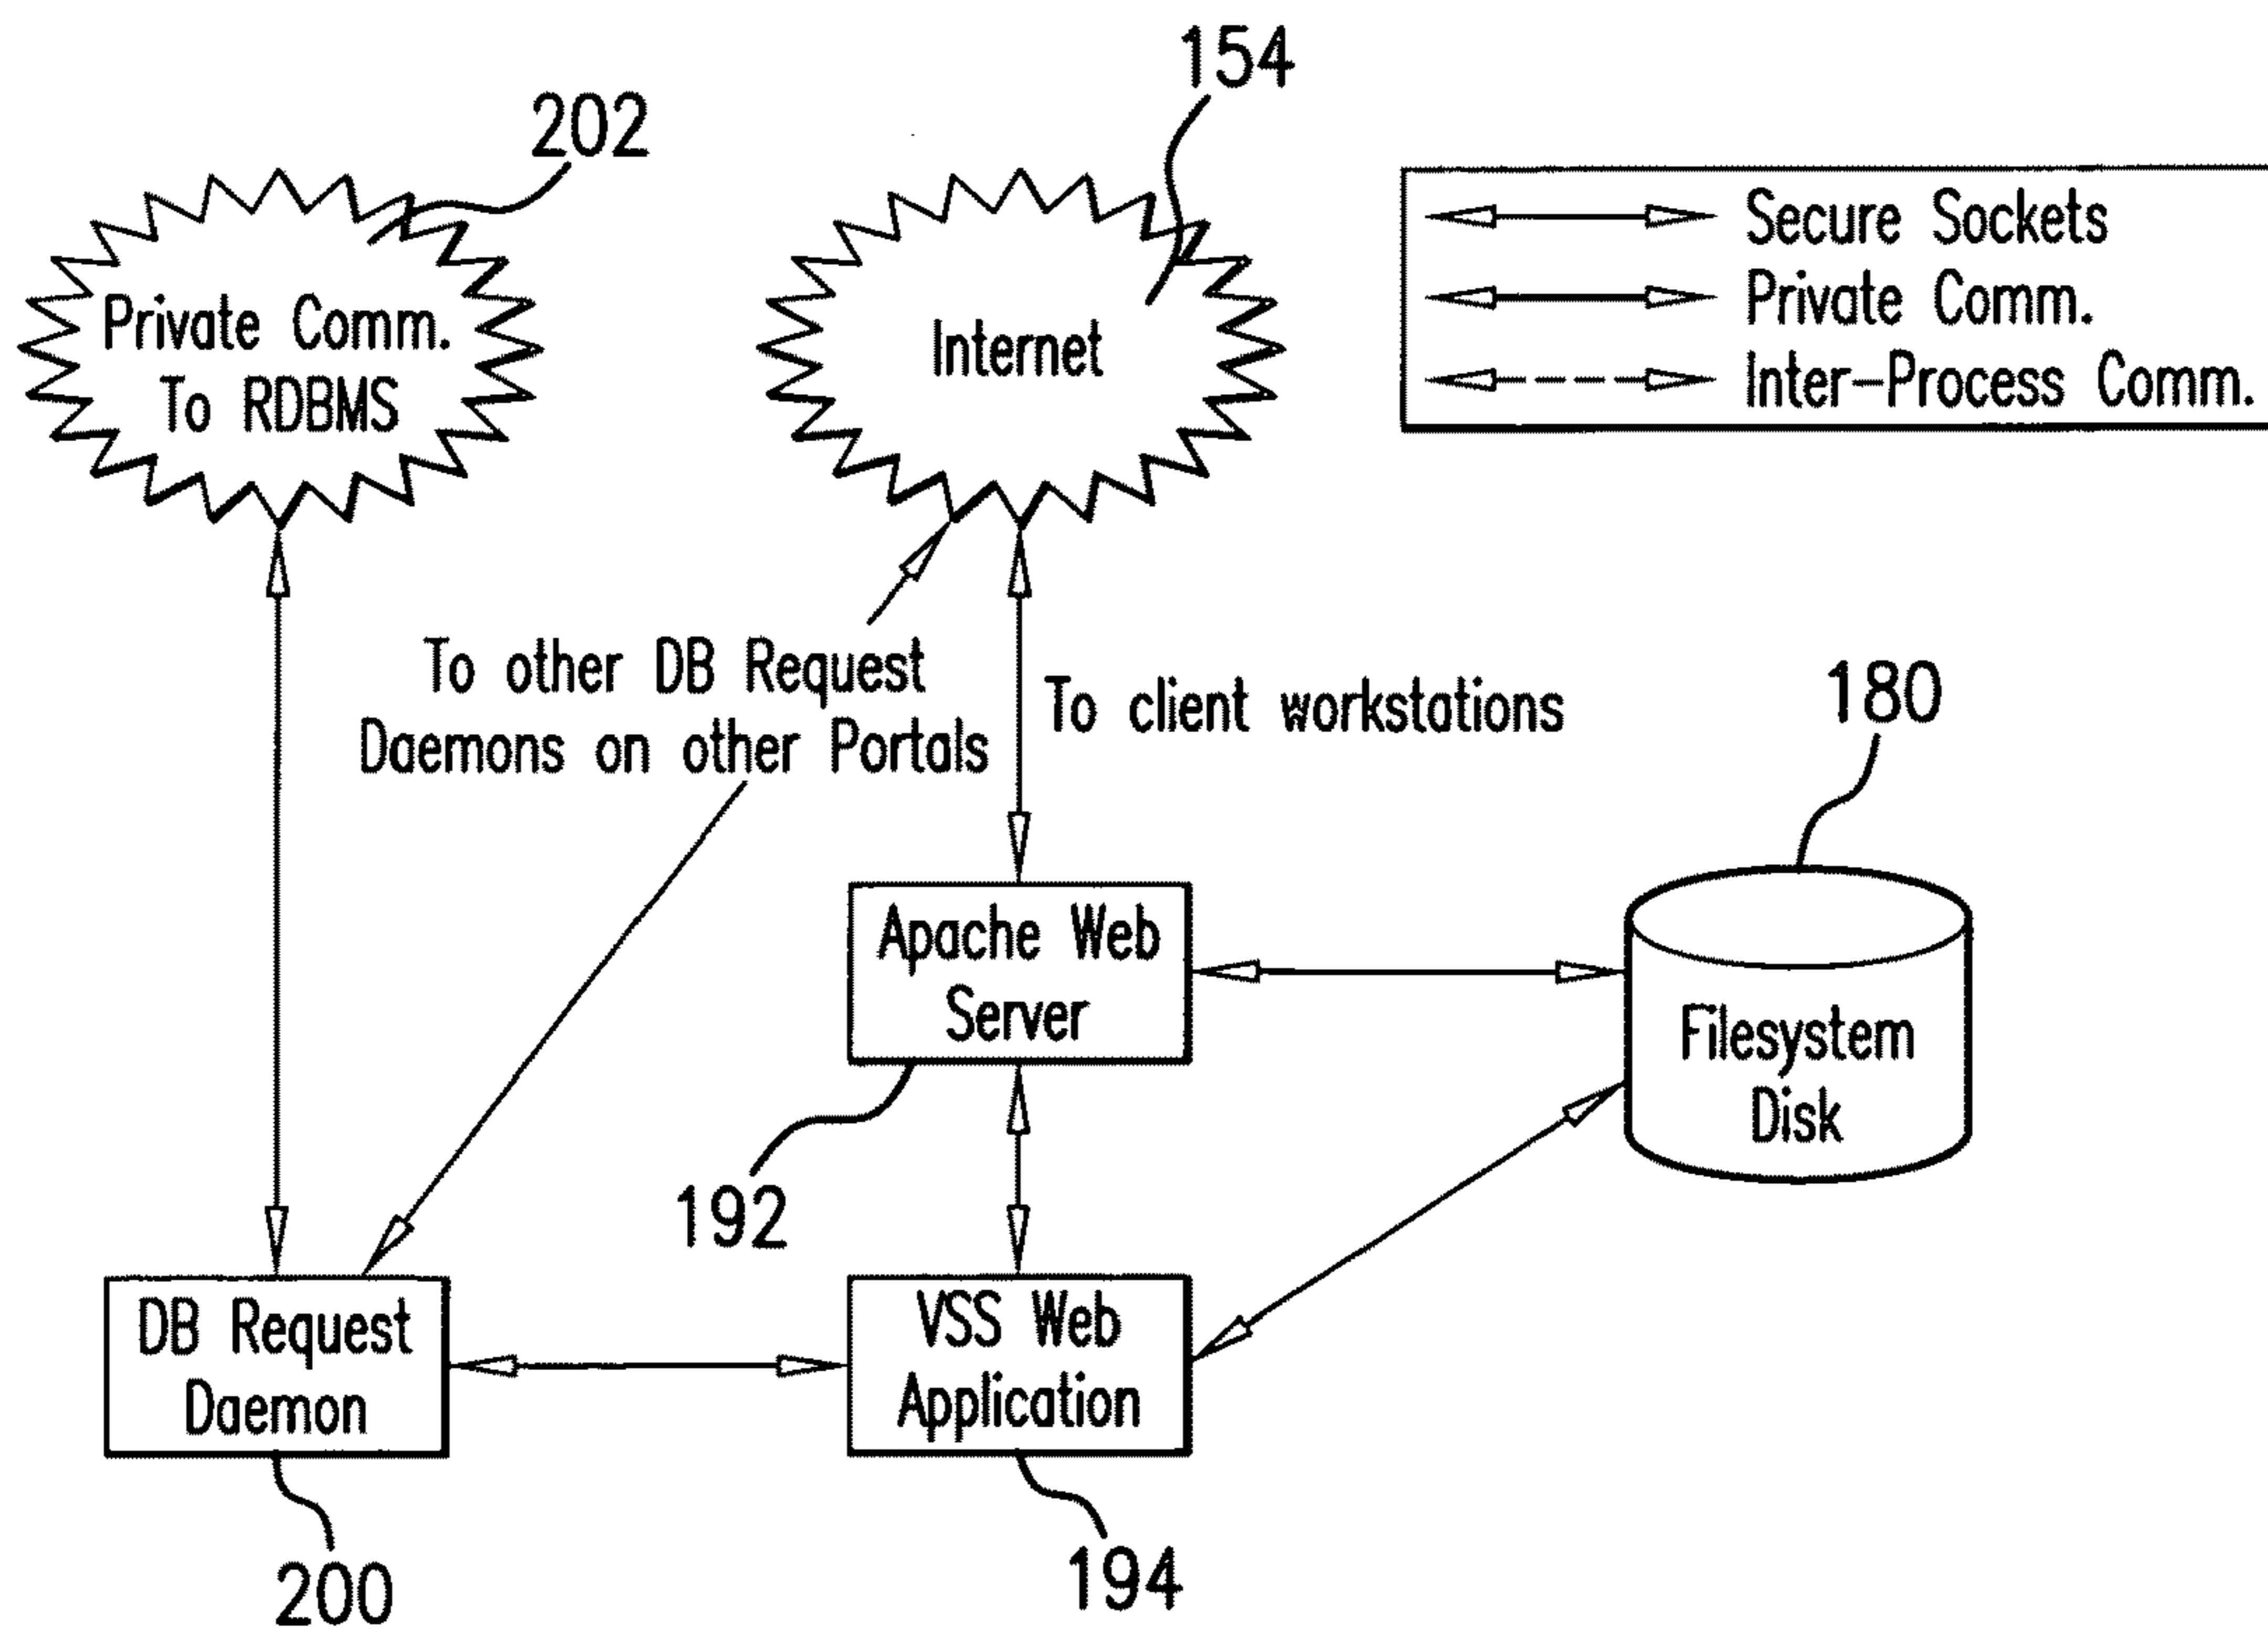 154
202
Secure Sockets
Private Comm.
Inter-Process Comm.
Private Comm.
To RDBMS
Internet
To other DB Request
Daemons on other Portals
To client workstations
180
Apache Web
Server
Filesystem
Disk
192
DB Request
Daemon
VSS Web
Application
200
194